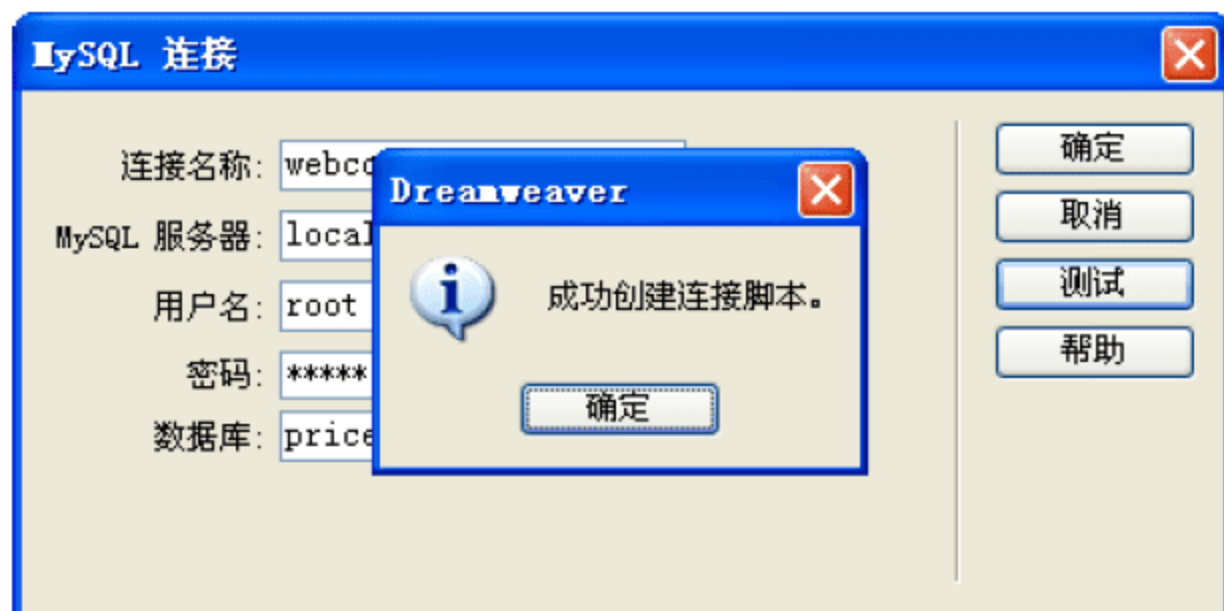 MySQL 连接
连接名称:
Dreamweaver
MySQL 服务器:
用户名: root
成功创建连接脚本。
密码: *****
确定
数据库: price
确定
取消
测试
帮助